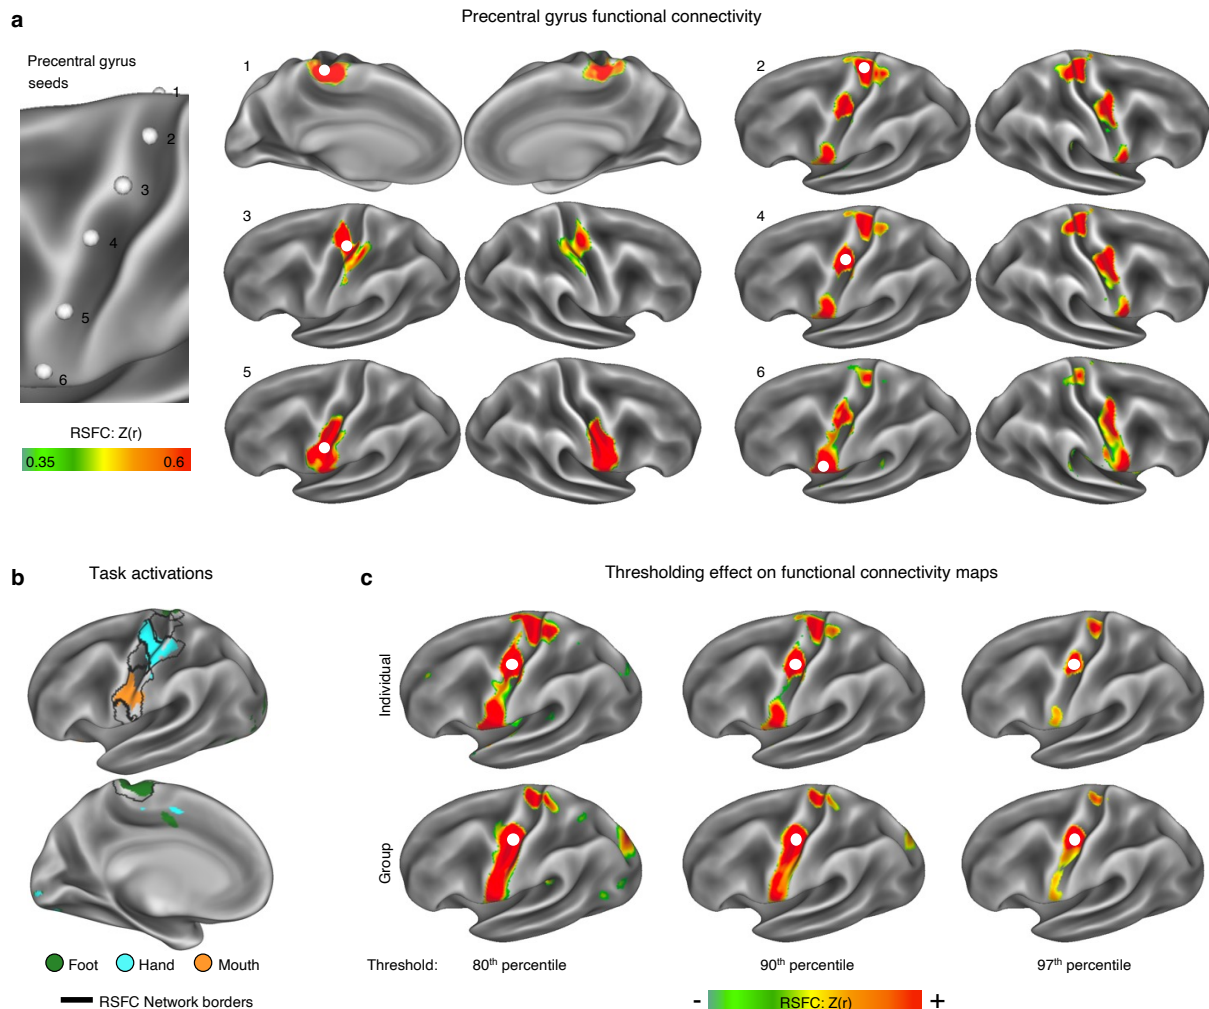 Precentral gyrus functional connectivity
a
Precentral gyrus
seeds
1
2
3
4
5
6
RSFC: Z(r)
0.35
0.6
1
2
3
4
5
6
b
Task activations
Foot
Hand
Mouth
RSFC Network borders
c
Thresholding effect on functional connectivity maps
Individual
Group
Threshold:
80th percentile
90th percentile
97th percentile
-
RSFC: Z(r)
+